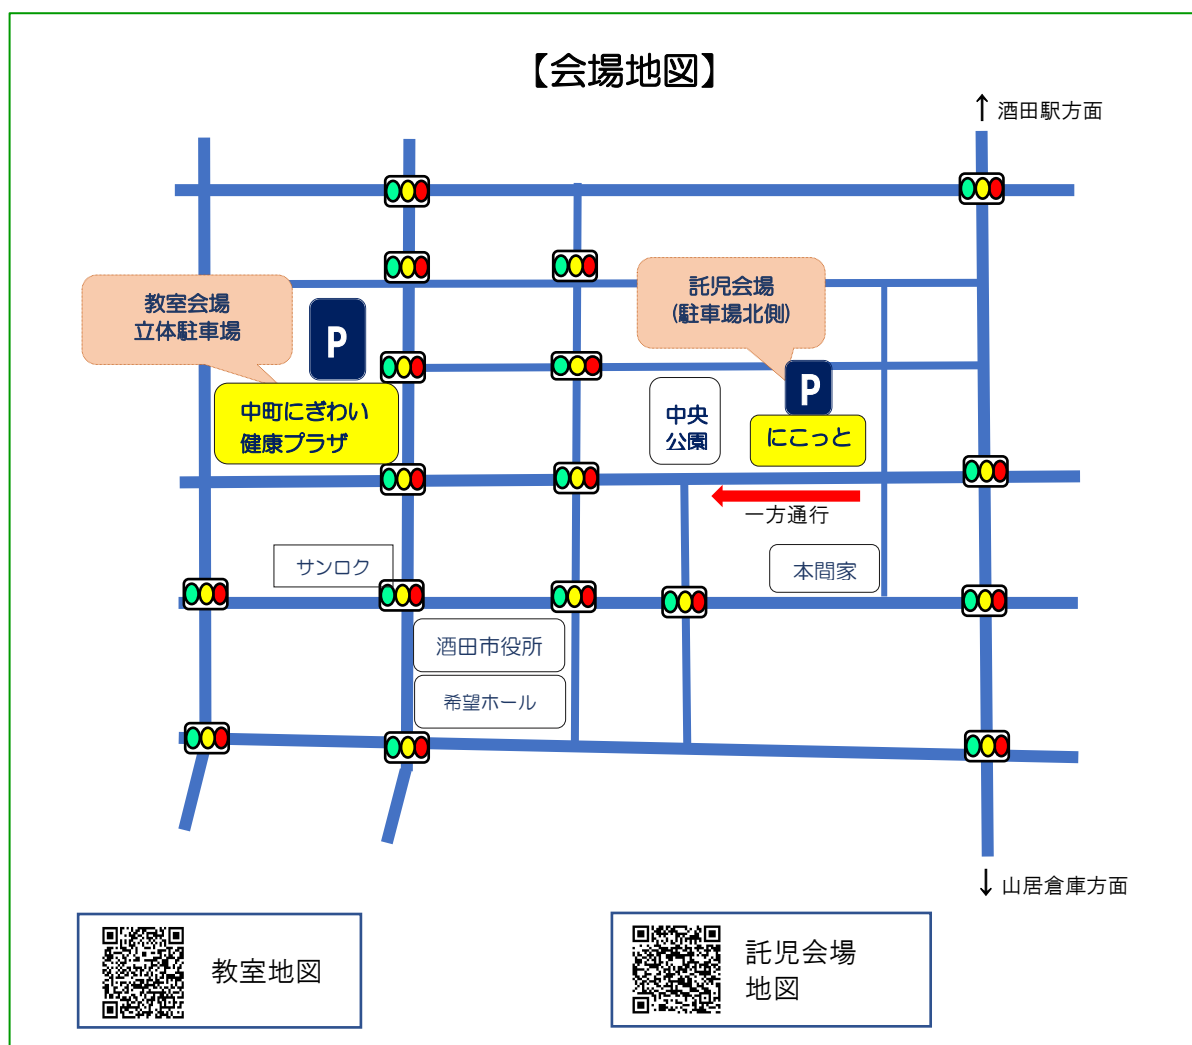 【会場地図】
↑ 酒田駅方面
教室会場
立体駐車場
P
託児会場
(駐車場北側)
P
中町にぎわい
健康プラザ
中央
公園
にこっと
一方通行
サンロク
本間家
酒田市役所
希望ホール
↓ 山居倉庫方面
教室地図
託児会場
地図